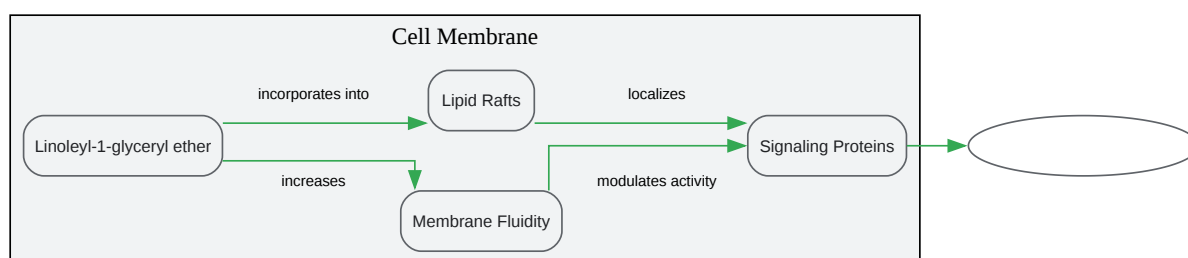 Cell Membrane
incorporates into
Lipid Rafts
localizes
Linoleyl-1-glyceryl ether
Signaling Proteins
increases
modulates activity
Membrane Fluidity